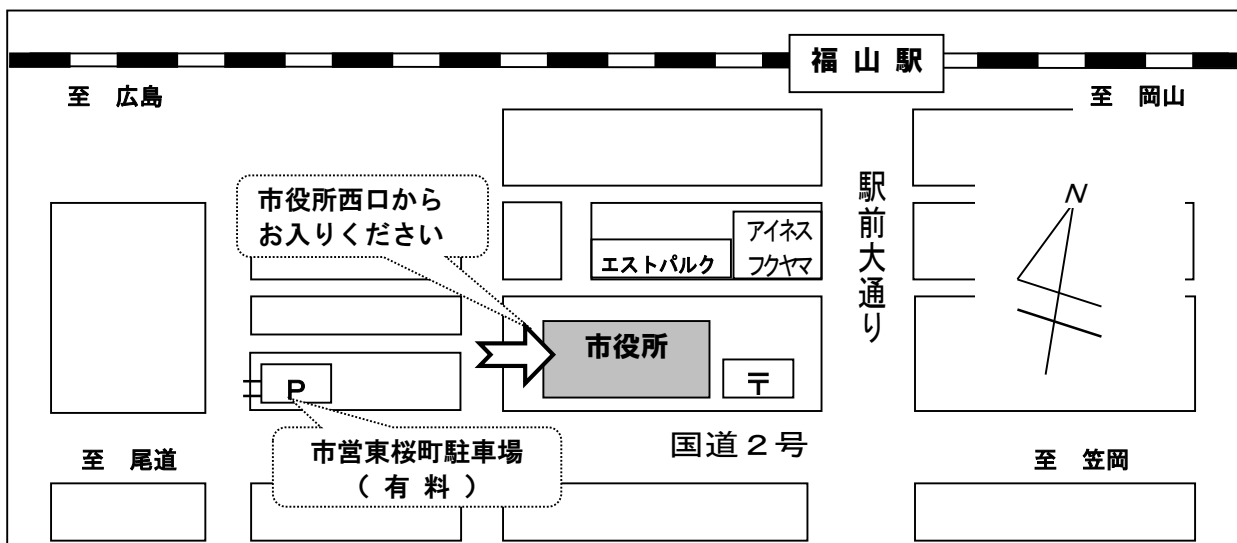 福山駅
至 広島
至 岡山
市役所西口から
お入りください
駅前大通り
N
アイネス
フクヤマ
エストパルク
市役所
〒
P
市営東桜町駐車場
(有料)
国道2号
至 尾道
至 笠岡